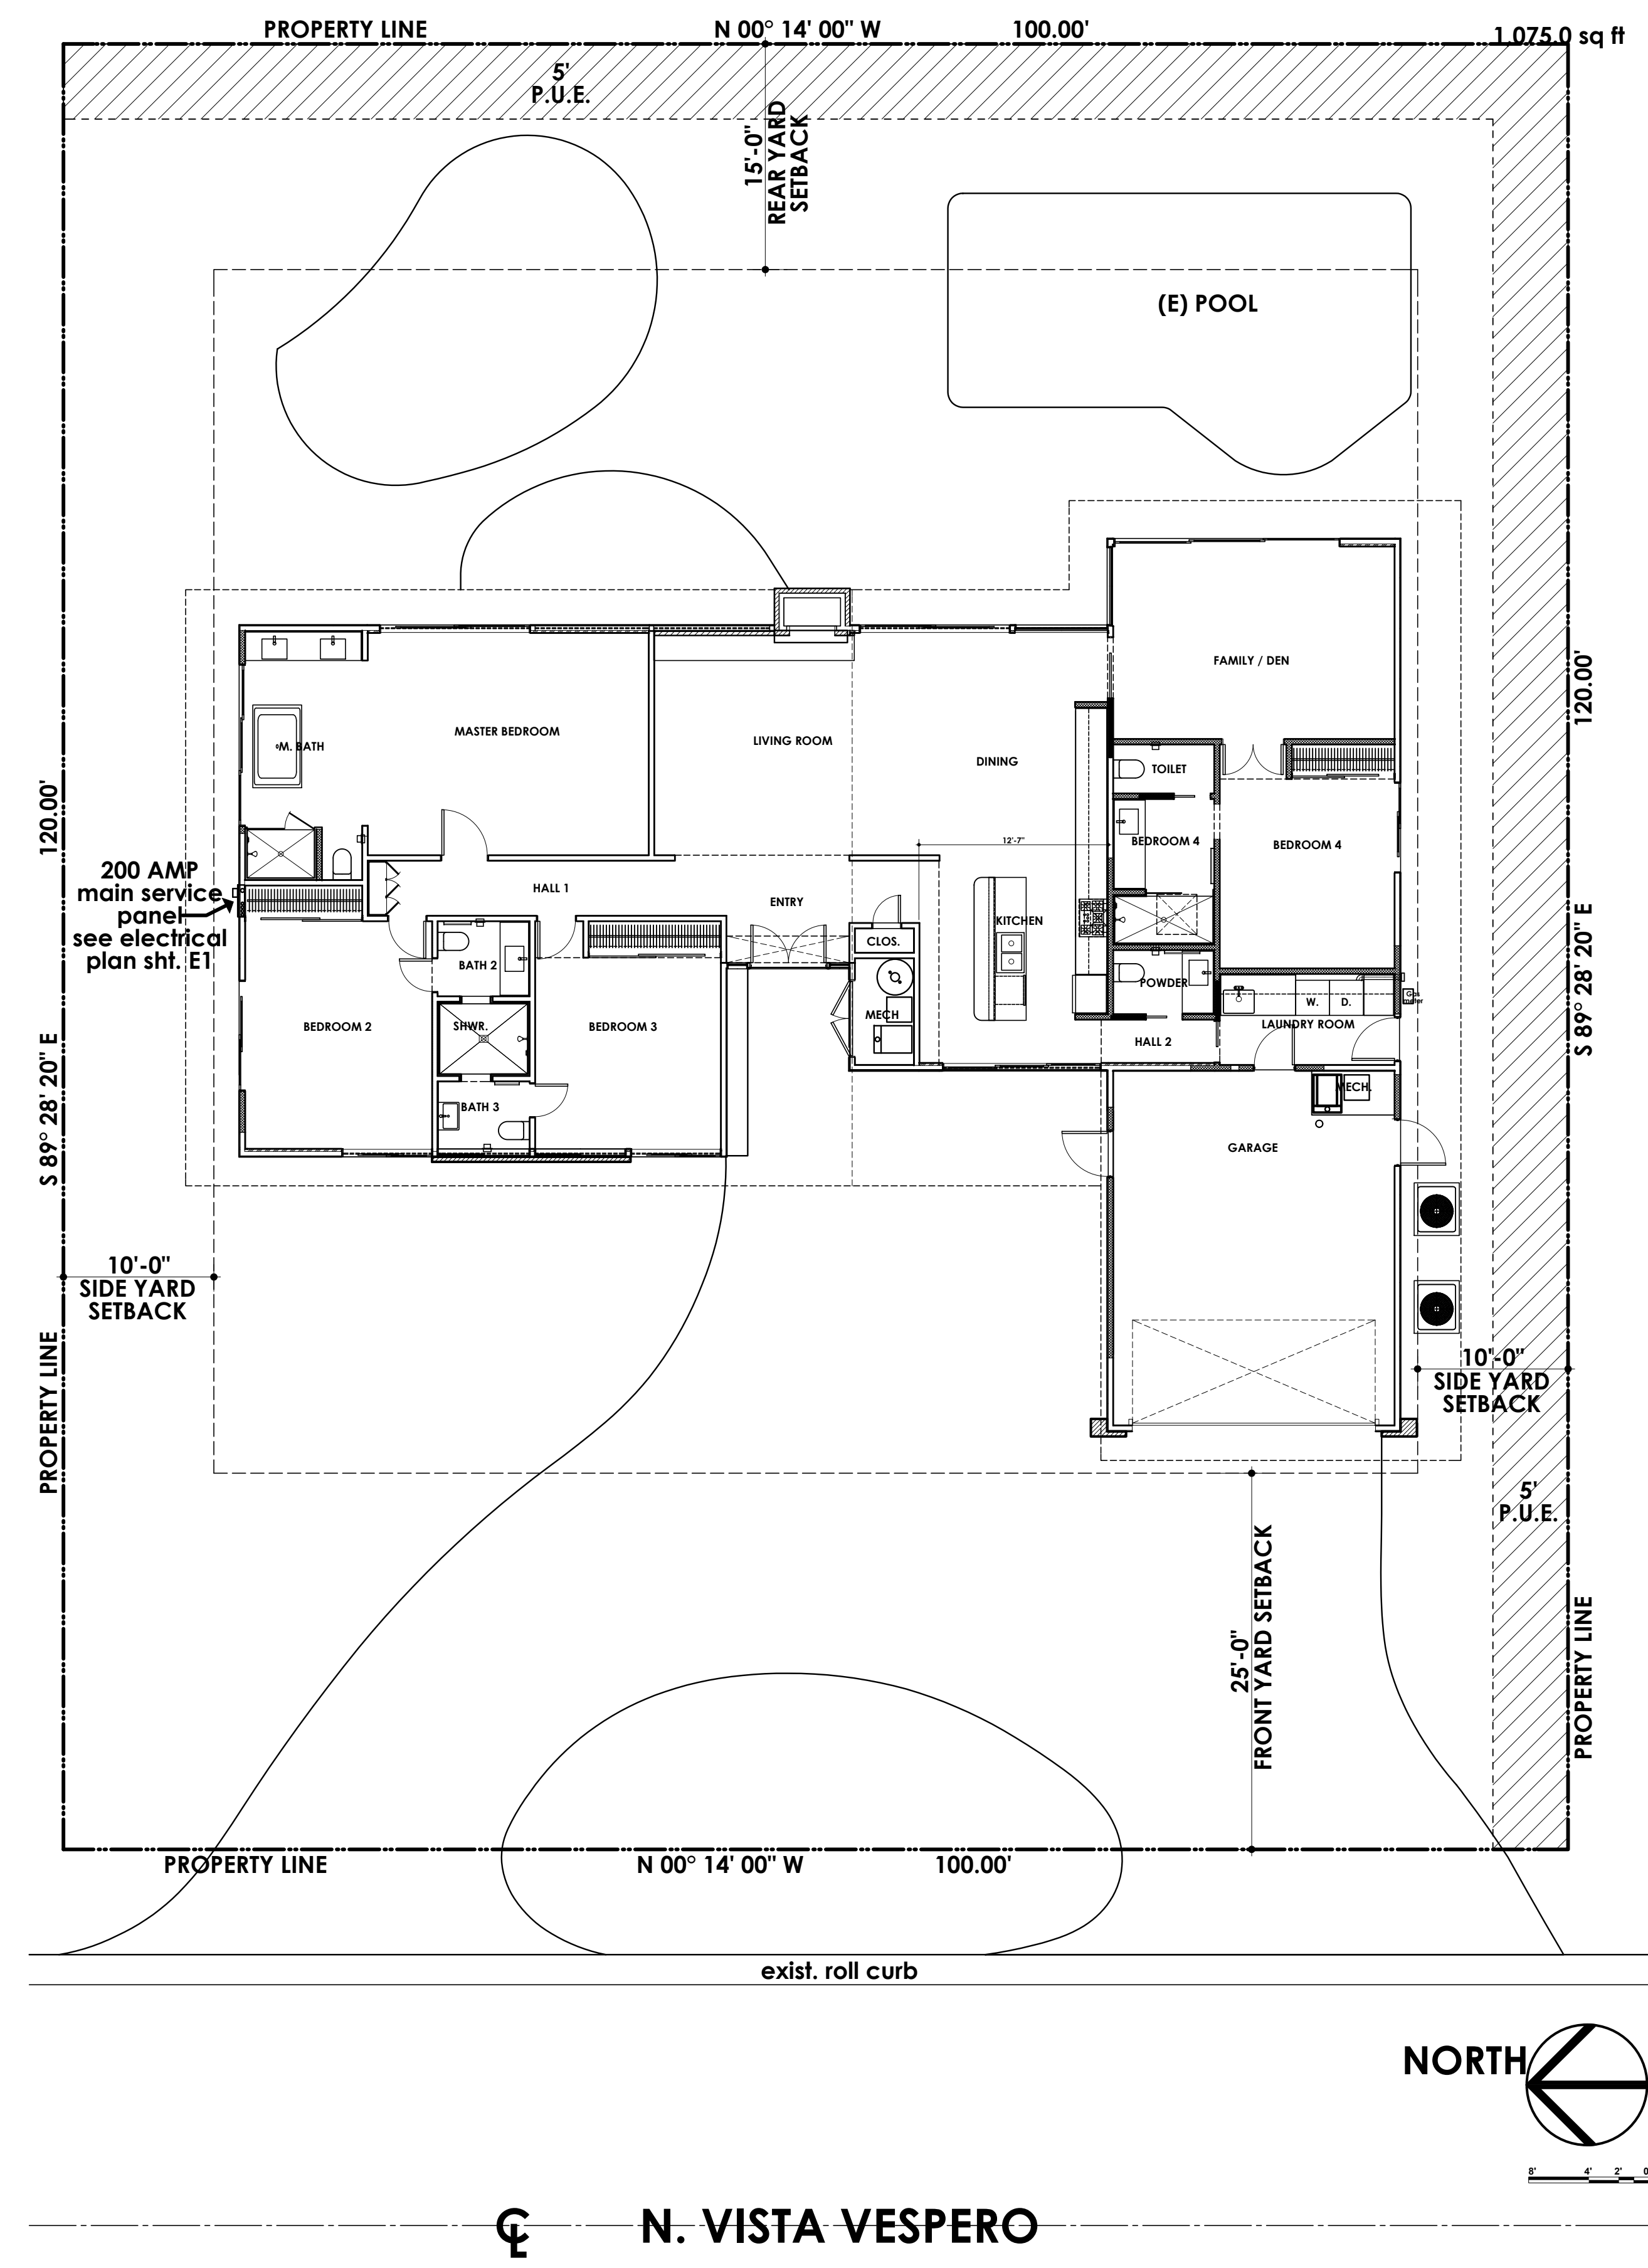 PROPERTY LINE N 00° 14' 00" W 100.00'
1,075.0 sq ft
5'
P.U.E.
15'-0"
REAR YARD
SETBACK
(E) POOL
FAMILY / DEN
120.00'
MASTER BEDROOM
M. BATH
LIVING ROOM
DINING
TOILET
120.00'
12'-7"
BEDROOM 4
BEDROOM 4
200 AMP
main service
panel
see electrical
plan sht. E1
HALL 1
ENTRY
KITCHEN
CLOS.
BATH 2
POWDER
W. D.
Gas
meter
MECH
BEDROOM 2
SHWR.
BEDROOM 3
LAUNDRY ROOM
HALL 2
S 89° 28' 20" E
S 89° 28' 20" E
MECH.
BATH 3
GARAGE
10'-0"
SIDE YARD
SETBACK
10'-0"
SIDE YARD
SETBACK
PROPERTY LINE
5'
P.U.E.
25'-0"
FRONT YARD SETBACK
PROPERTY LINE
PROPERTY LINE N 00° 14' 00" W 100.00'
exist. roll curb
NORTH
8' 4' 2' 0
CL N. VISTA VESPERO